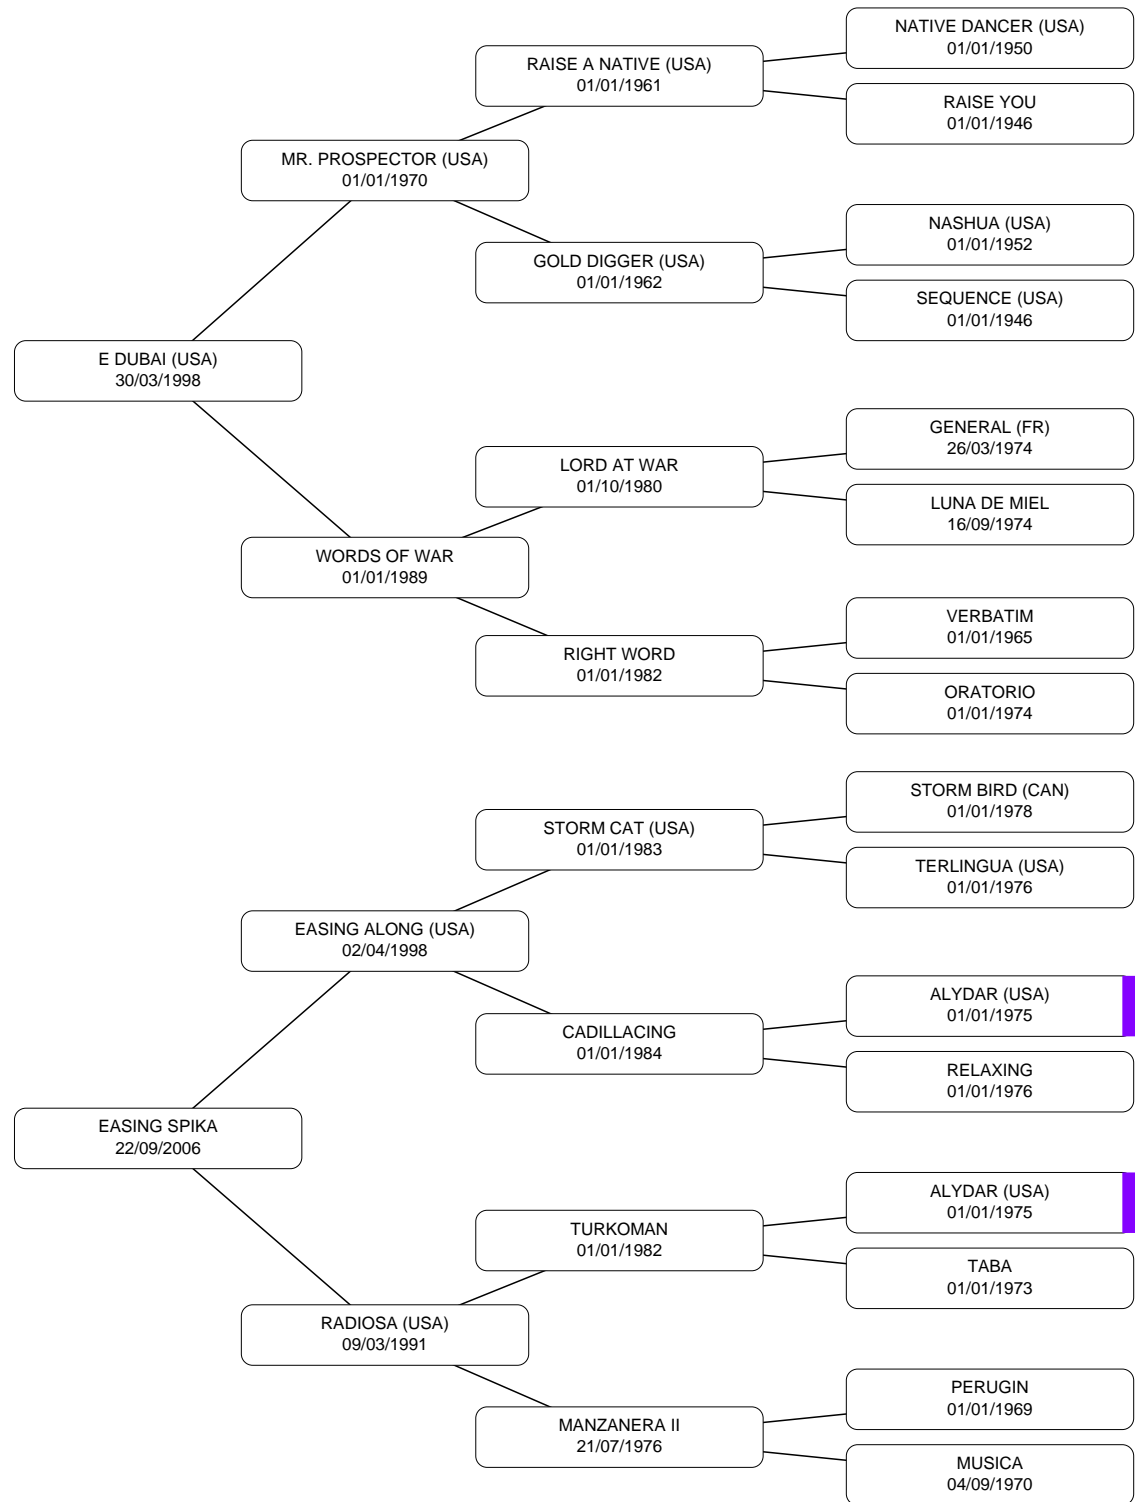 NATIVE DANCER (USA)
01/01/1950
RAISE A NATIVE (USA)
01/01/1961
RAISE YOU
01/01/1946
MR. PROSPECTOR (USA)
01/01/1970
NASHUA (USA)
01/01/1952
GOLD DIGGER (USA)
01/01/1962
SEQUENCE (USA)
01/01/1946
E DUBAI (USA)
30/03/1998
GENERAL (FR)
26/03/1974
LORD AT WAR
01/10/1980
LUNA DE MIEL
16/09/1974
WORDS OF WAR
01/01/1989
VERBATIM
01/01/1965
RIGHT WORD
01/01/1982
ORATORIO
01/01/1974
STORM BIRD (CAN)
01/01/1978
STORM CAT (USA)
01/01/1983
TERLINGUA (USA)
01/01/1976
EASING ALONG (USA)
02/04/1998
ALYDAR (USA)
01/01/1975
CADILLACING
01/01/1984
RELAXING
01/01/1976
EASING SPIKA
22/09/2006
ALYDAR (USA)
01/01/1975
TURKOMAN
01/01/1982
TABA
01/01/1973
RADIOSA (USA)
09/03/1991
PERUGIN
01/01/1969
MANZANERA II
21/07/1976
MUSICA
04/09/1970